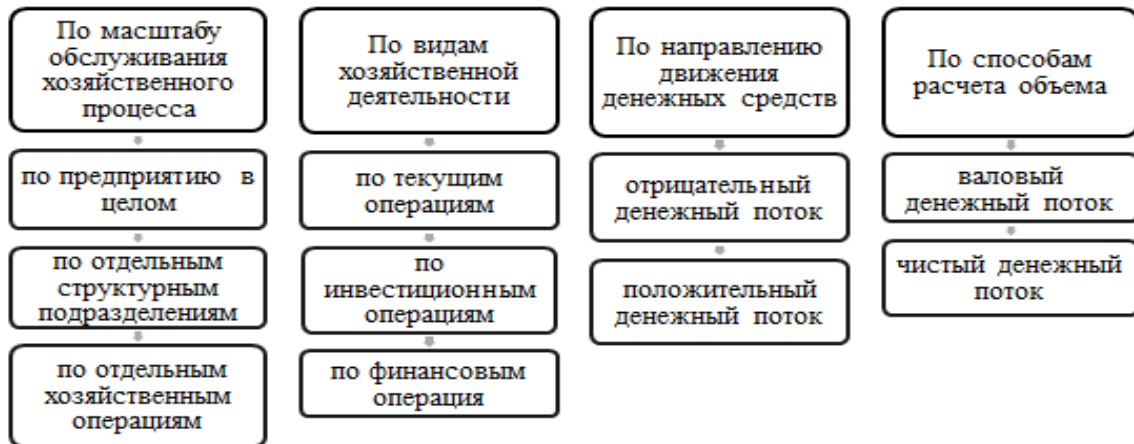 По масштабу
обслуживания
хозяйственного
процесса
по предприятию в
целом
по отдельным
структурным
подразделениям
по отдельным
хозяйственным
операциям
По видам
хозяйственной
деятельности
по текущим
операциям
по
инвестиционным
операциям
по финансовым
операция
По направлению
движения
денежных средств
отрицательный
денежный поток
положительный
денежный поток
По способам
расчета объема
валовый
денежный поток
чистый денежный
поток